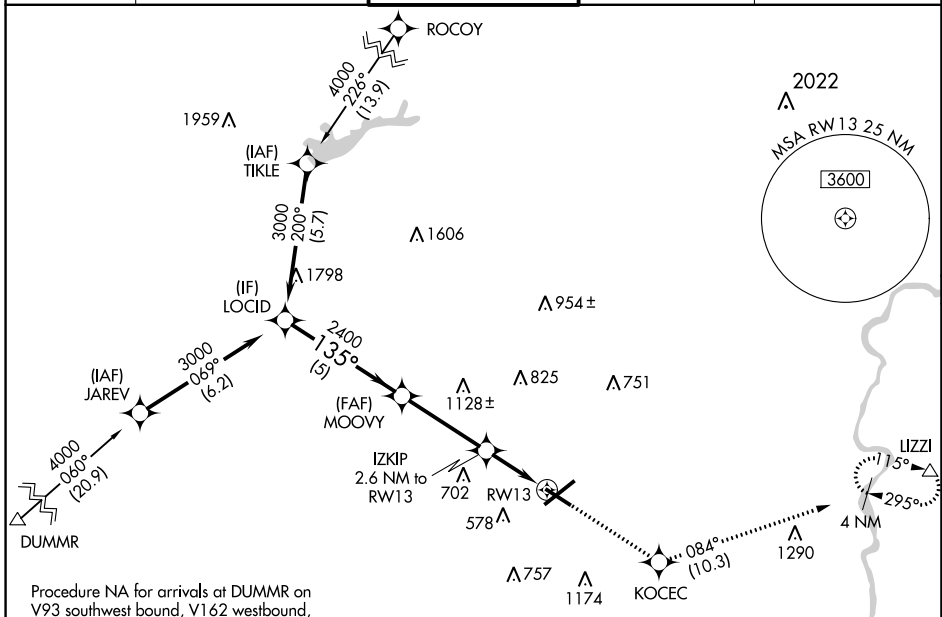 ROCOY
4000
226°
(13.9)
2022
1959
MSA RW13 25 NM
3600
(IAF)
TIKLE
3000
200°
(5.7)
1606
1798
(IF)
LOCID
954±
2400
135°
(5)
3000
069°
(6.2)
(IAF)
JAREV
825
751
1128±
(FAF)
MOOVY
4000
060°
(20.9)
LIZZI
115°
295°
4 NM
IZKIP
2.6 NM to
RW13
702
RW13
578
DUMMR
084°
(10.3)
1290
KOCEC
757
1174
Procedure NA for arrivals at DUMMR on
V93 southwest bound, V162 westbound,